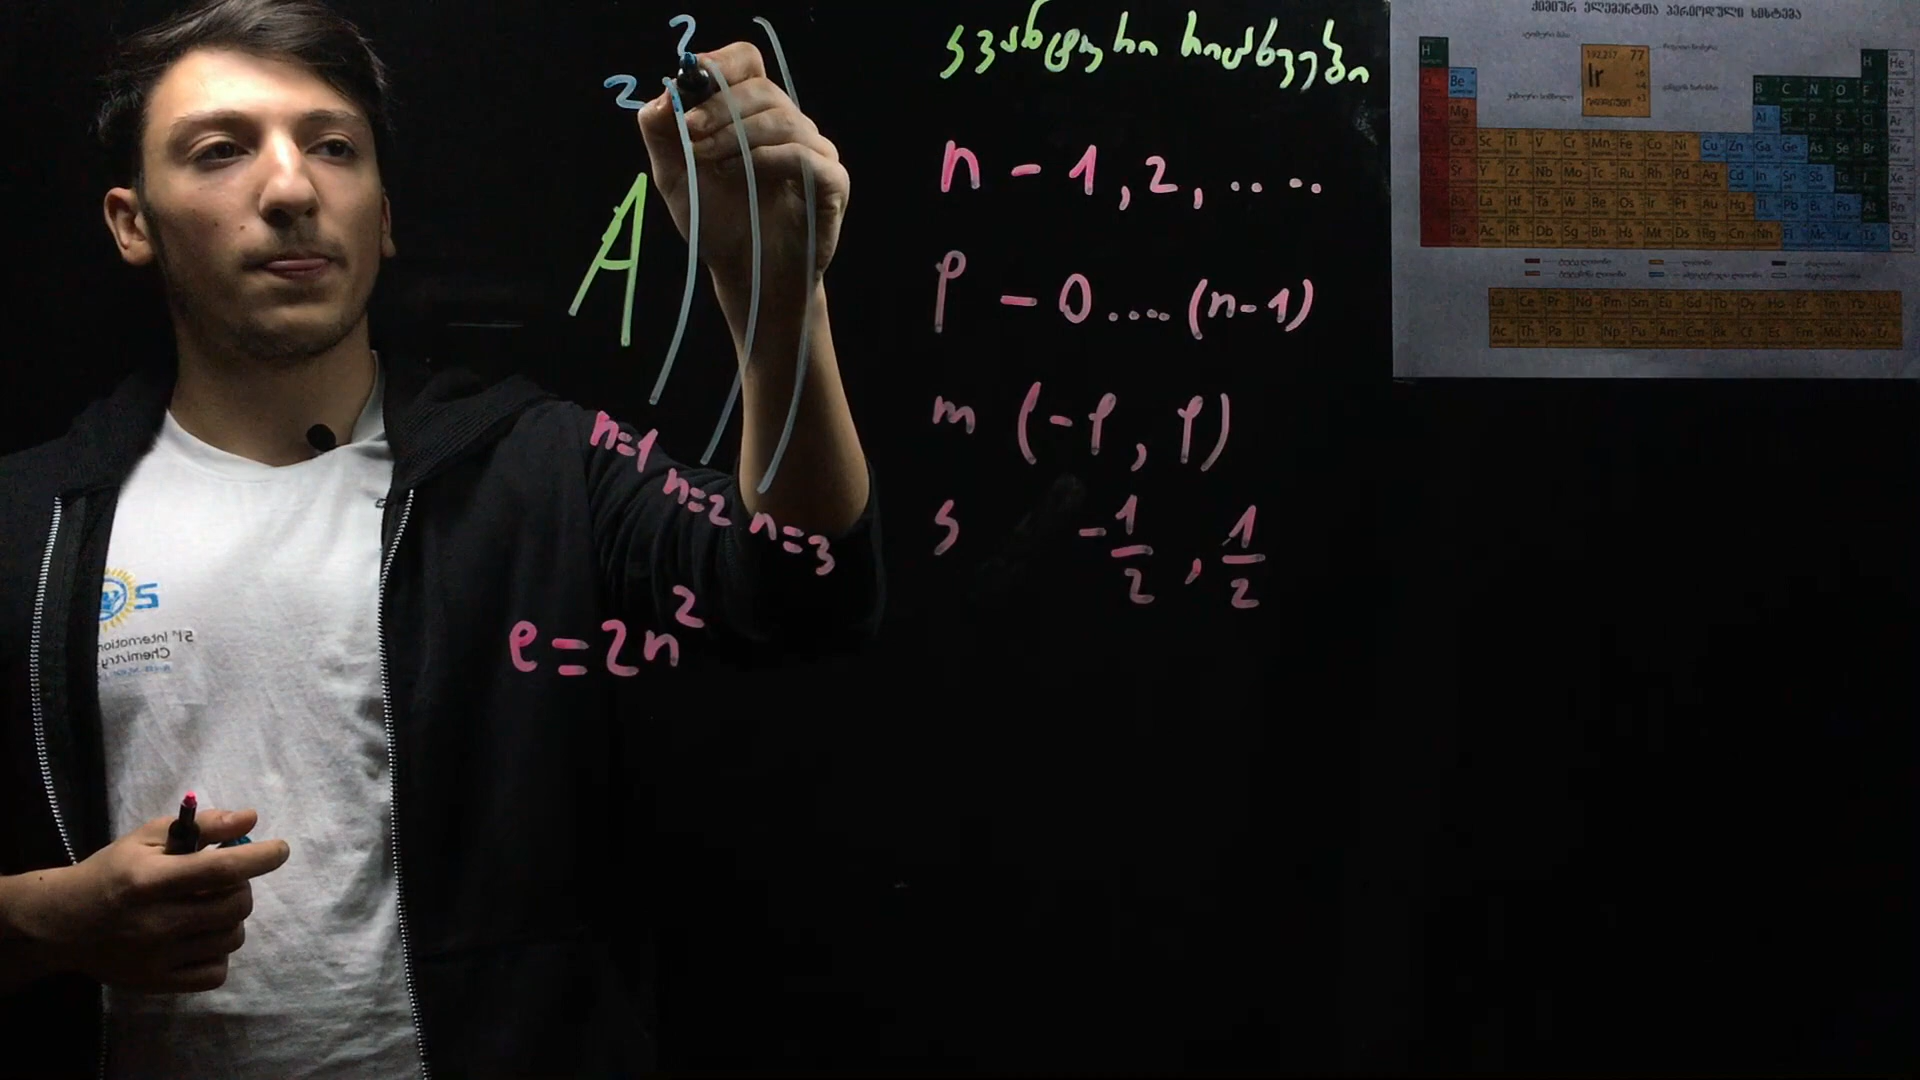 კვანტური რიცხვები
n - 1, 2, ....
l - 0 .... (n-1)
m (-l, l)
s -1/2, 1/2
2 2
A
n=1 n=2 n=3
e=2n²
51st Internation
Chemistry
ქიმიურ ელემენტთა პერიოდული სისტემა
192,217 77
Ir
ირიდიუმი
H H He
Be B C N O F Ne
Mg Al Si P S Cl Ar
Ca Sc Ti V Cr Mn Fe Co Ni Cu Zn Ga Ge As Se Br Kr
Sr Y Zr Nb Mo Tc Ru Rh Pd Ag Cd In Sn Sb Te I Xe
Ba La Hf Ta W Re Os Ir Pt Au Hg Tl Pb Bi Po At Rn
Ra Ac Rf Db Sg Bh Hs Mt Ds Rg Cn Nh Fl Mc Lv Ts Og
La Ce Pr Nd Pm Sm Eu Gd Tb Dy Ho Er Tm Yb Lu
Ac Th Pa U Np Pu Am Cm Bk Cf Es Fm Md No Lr